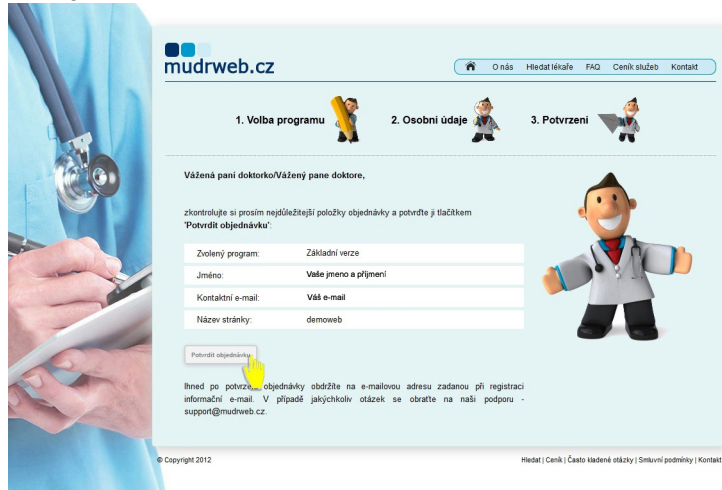 mudrweb.cz
O nás Hledat lékaře FAQ Ceník služeb Kontakt
1. Volba programu 2. Osobní údaje 3. Potvrzení
Vážená paní doktorko/Vážený pane doktore,
zkontrolujte si prosím nejdůležitejší položky objednávky a potvrďte ji tlačítkem
'Potvrdit objednávku':
Zvolený program: Základní verze
Jméno: Vaše jmeno a příjmení
Kontaktní e-mail: Váš e-mail
Název stránky: demoweb
Potvrdit objednávku
Ihned po potvrzení objednávky obdržíte na e-mailovou adresu zadanou při registraci
informační e-mail. V případě jakýchkoliv otázek se obraťte na naši podporu -
support@mudrweb.cz.
© Copyright 2012 Hledat | Ceník | Často kladené otázky | Smluvní podmínky | Kontakt